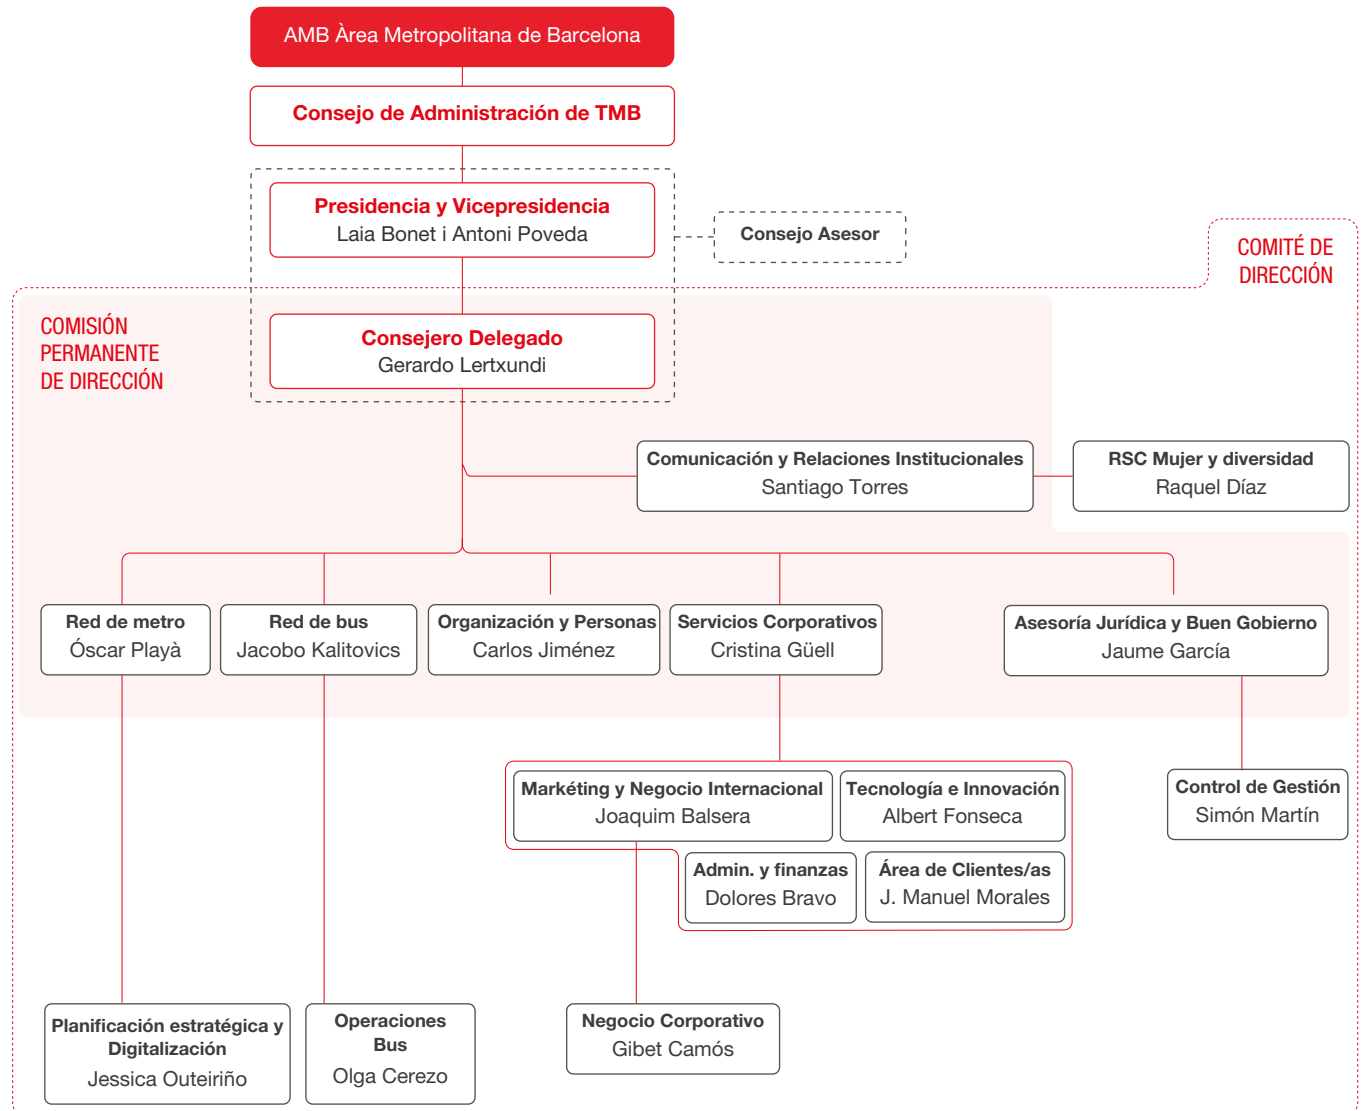 AMB Àrea Metropolitana de Barcelona
Consejo de Administración de TMB
Presidencia y Vicepresidencia
Laia Bonet i Antoni Poveda
Consejo Asesor
COMITÉ DE
DIRECCIÓN
COMISIÓN
PERMANENTE
DE DIRECCIÓN
Consejero Delegado
Gerardo Lertxundi
Comunicación y Relaciones Institucionales
Santiago Torres
RSC Mujer y diversidad
Raquel Díaz
Red de metro
Óscar Playà
Red de bus
Jacobo Kalitovics
Organización y Personas
Carlos Jiménez
Servicios Corporativos
Cristina Güell
Asesoría Jurídica y Buen Gobierno
Jaume García
Markéting y Negocio Internacional
Joaquim Balsera
Tecnología e Innovación
Albert Fonseca
Control de Gestión
Simón Martín
Admin. y finanzas
Dolores Bravo
Área de Clientes/as
J. Manuel Morales
Planificación estratégica y
Digitalización
Jessica Outeiriño
Operaciones
Bus
Olga Cerezo
Negocio Corporativo
Gibet Camós